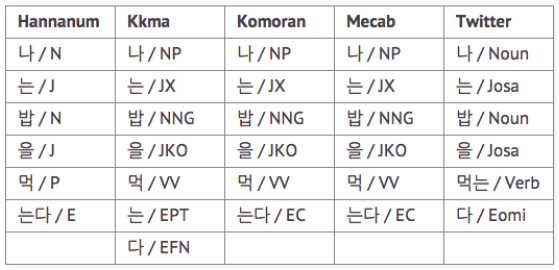 Hannanum Kkma Komoran Mecab Twitter
나 / N 나 / NP 나 / NP 나 / NP 나 / Noun
는 / J 는 / JX 는 / JX 는 / JX 는 / Josa
밥 / N 밥 / NNG 밥 / NNG 밥 / NNG 밥 / Noun
을 / J 을 / JKO 을 / JKO 을 / JKO 을 / Josa
먹 / P 먹 / VV 먹 / VV 먹 / VV 먹는 / Verb
는다 / E 는 / EPT 는다 / EC 는다 / EC 다 / Eomi
다 / EFN